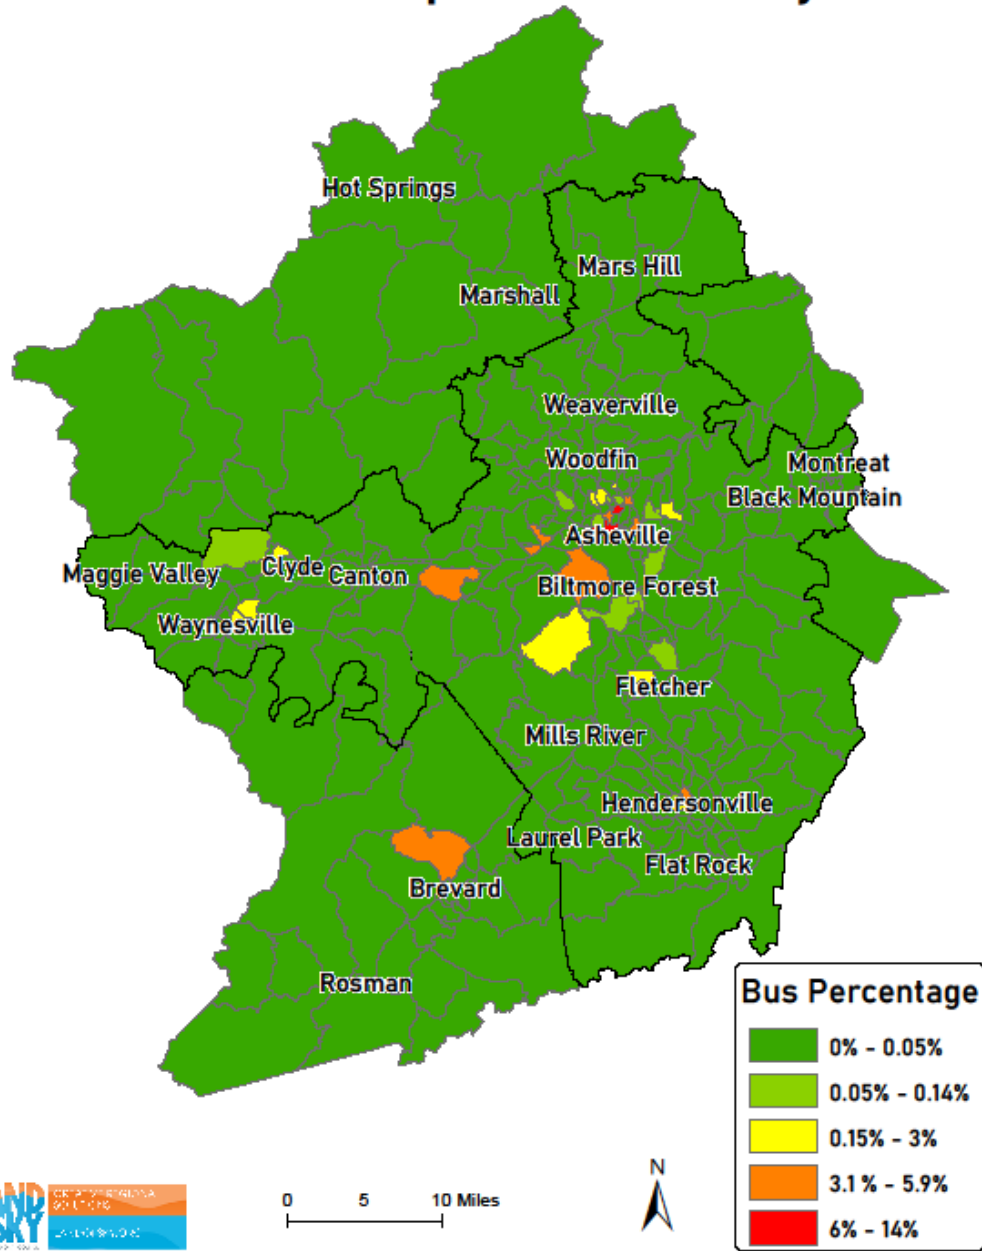 Hot Springs
Mars Hill
Marshall
Weaverville
Woodfin
Montreat
Black Mountain
Asheville
Maggie Valley
Clyde
Canton
Biltmore Forest
Waynesville
Fletcher
Mills River
Hendersonville
Laurel Park
Flat Rock
Brevard
Rosman
Bus Percentage
0% - 0.05%
0.05% - 0.14%
0.15% - 3%
3.1 % - 5.9%
6% - 14%
N
0 5 10 Miles
SKY